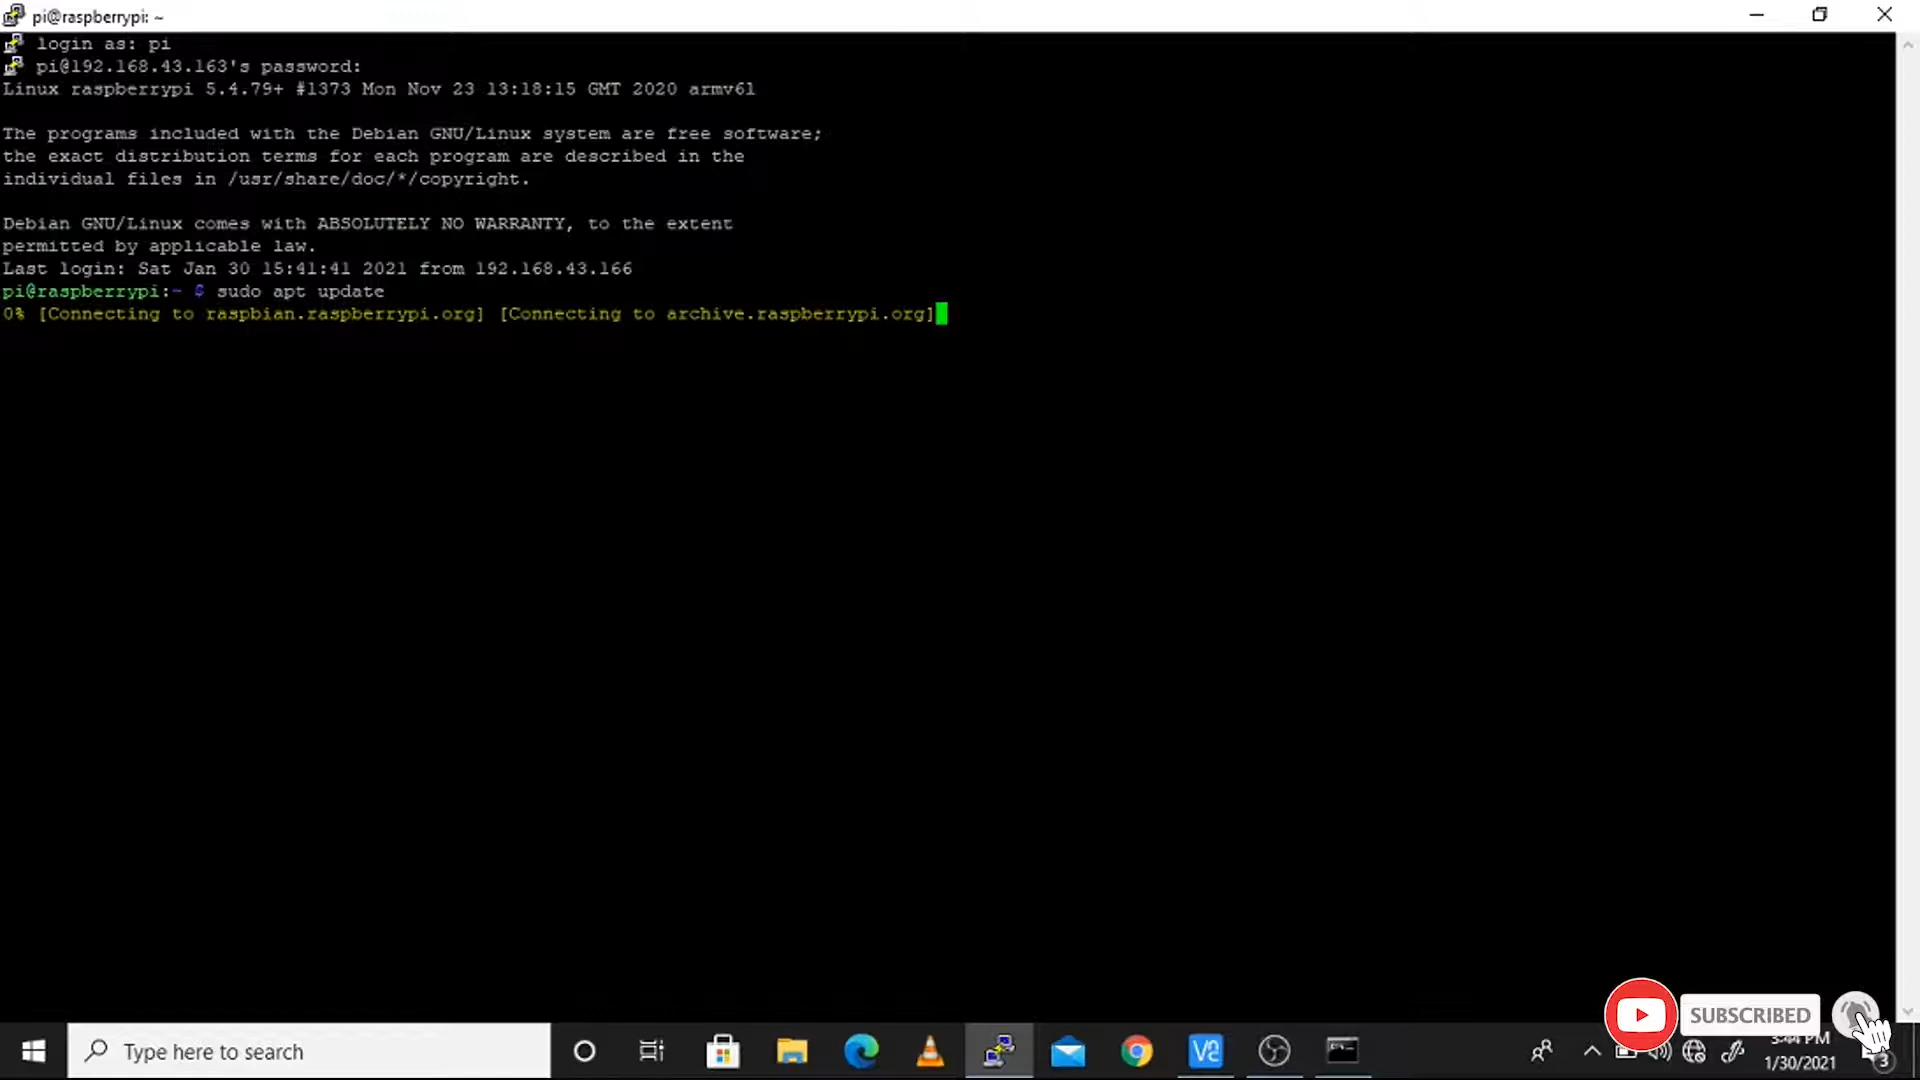 pi@raspberrypi: ~
login as: pi
pi@192.168.43.163's password:
Linux raspberrypi 5.4.79+ #1373 Mon Nov 23 13:18:15 GMT 2020 armv6l
The programs included with the Debian GNU/Linux system are free software;
the exact distribution terms for each program are described in the
individual files in /usr/share/doc/*/copyright.
Debian GNU/Linux comes with ABSOLUTELY NO WARRANTY, to the extent
permitted by applicable law.
Last login: Sat Jan 30 15:41:41 2021 from 192.168.43.166
pi@raspberrypi:~ $ sudo apt update
0% [Connecting to raspbian.raspberrypi.org] [Connecting to archive.raspberrypi.org]
SUBSCRIBED
Type here to search
V2
3:44 PM
1/30/2021
3